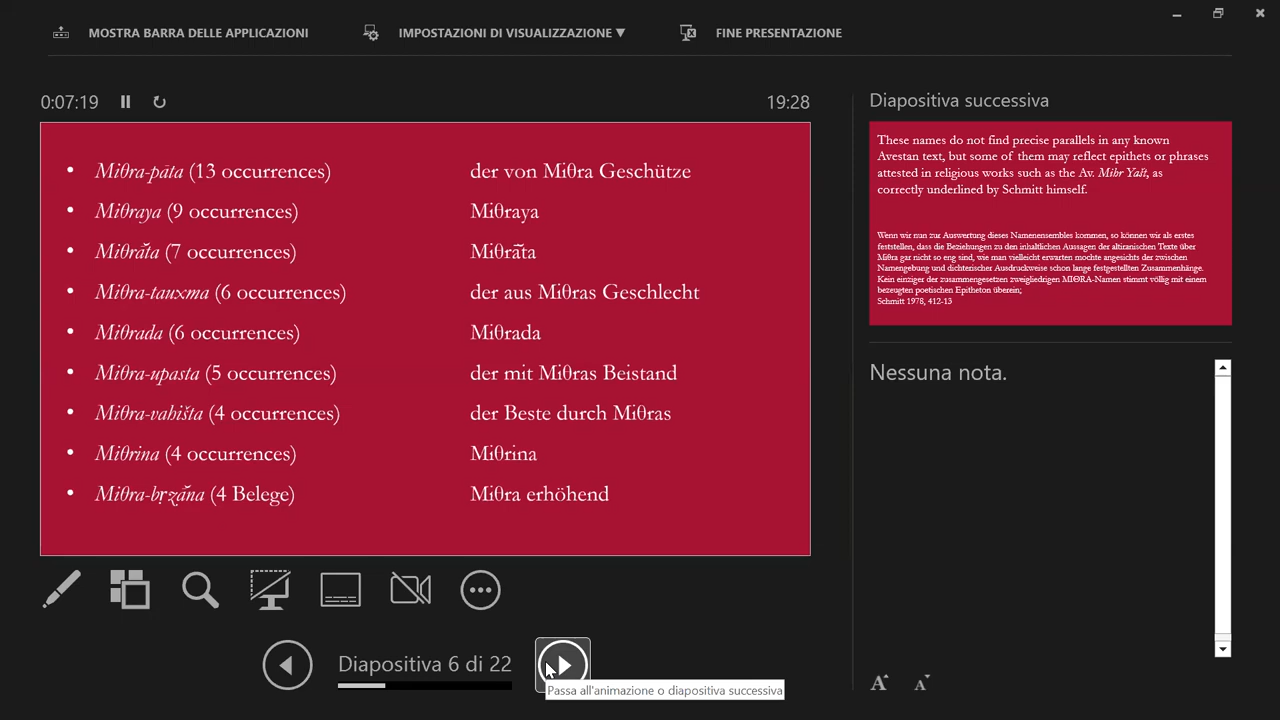 MOSTRA BARRA DELLE APPLICAZIONI
IMPOSTAZIONI DI VISUALIZZAZIONE ▼
FINE PRESENTAZIONE
0:07:19
19:28
• Miθra-pāta (13 occurrences) der von Miθra Geschütze
• Miθraya (9 occurrences) Miθraya
• Miθrā̆ta (7 occurrences) Miθrā̆ta
• Miθra-tauxma (6 occurrences) der aus Miθras Geschlecht
• Miθrada (6 occurrences) Miθrada
• Miθra-upasta (5 occurrences) der mit Miθras Beistand
• Miθra-vahišta (4 occurrences) der Beste durch Miθras
• Miθrina (4 occurrences) Miθrina
• Miθra-bṛzā̆na (4 Belege) Miθra erhöhend
Diapositiva 6 di 22
Passa all'animazione o diapositiva successiva
Diapositiva successiva
These names do not find precise parallels in any known
Avestan text, but some of them may reflect epithets or phrases
attested in religious works such as the Av. Mihr Yašt, as
correctly underlined by Schmitt himself.
Wenn wir nun zur Auswertung dieses Namenensembles kommen, so können wir als erstes
feststellen, dass die Beziehungen zu den inhaltlichen Aussagen der altiranischen Texte über
Miθra gar nicht so eng sind, wie man vielleicht erwarten mochte angesichts der zwischen
Namengebung und dichterischer Ausdruckweise schon lange festgestellten Zusammenhänge.
Kein einziger der zusammengesetzen zweigliedrigen MIΘRA-Namen stimmt völlig mit einem
bezeugten poetischen Epitheton überein;
Schmitt 1978, 412-13
Nessuna nota.
A A